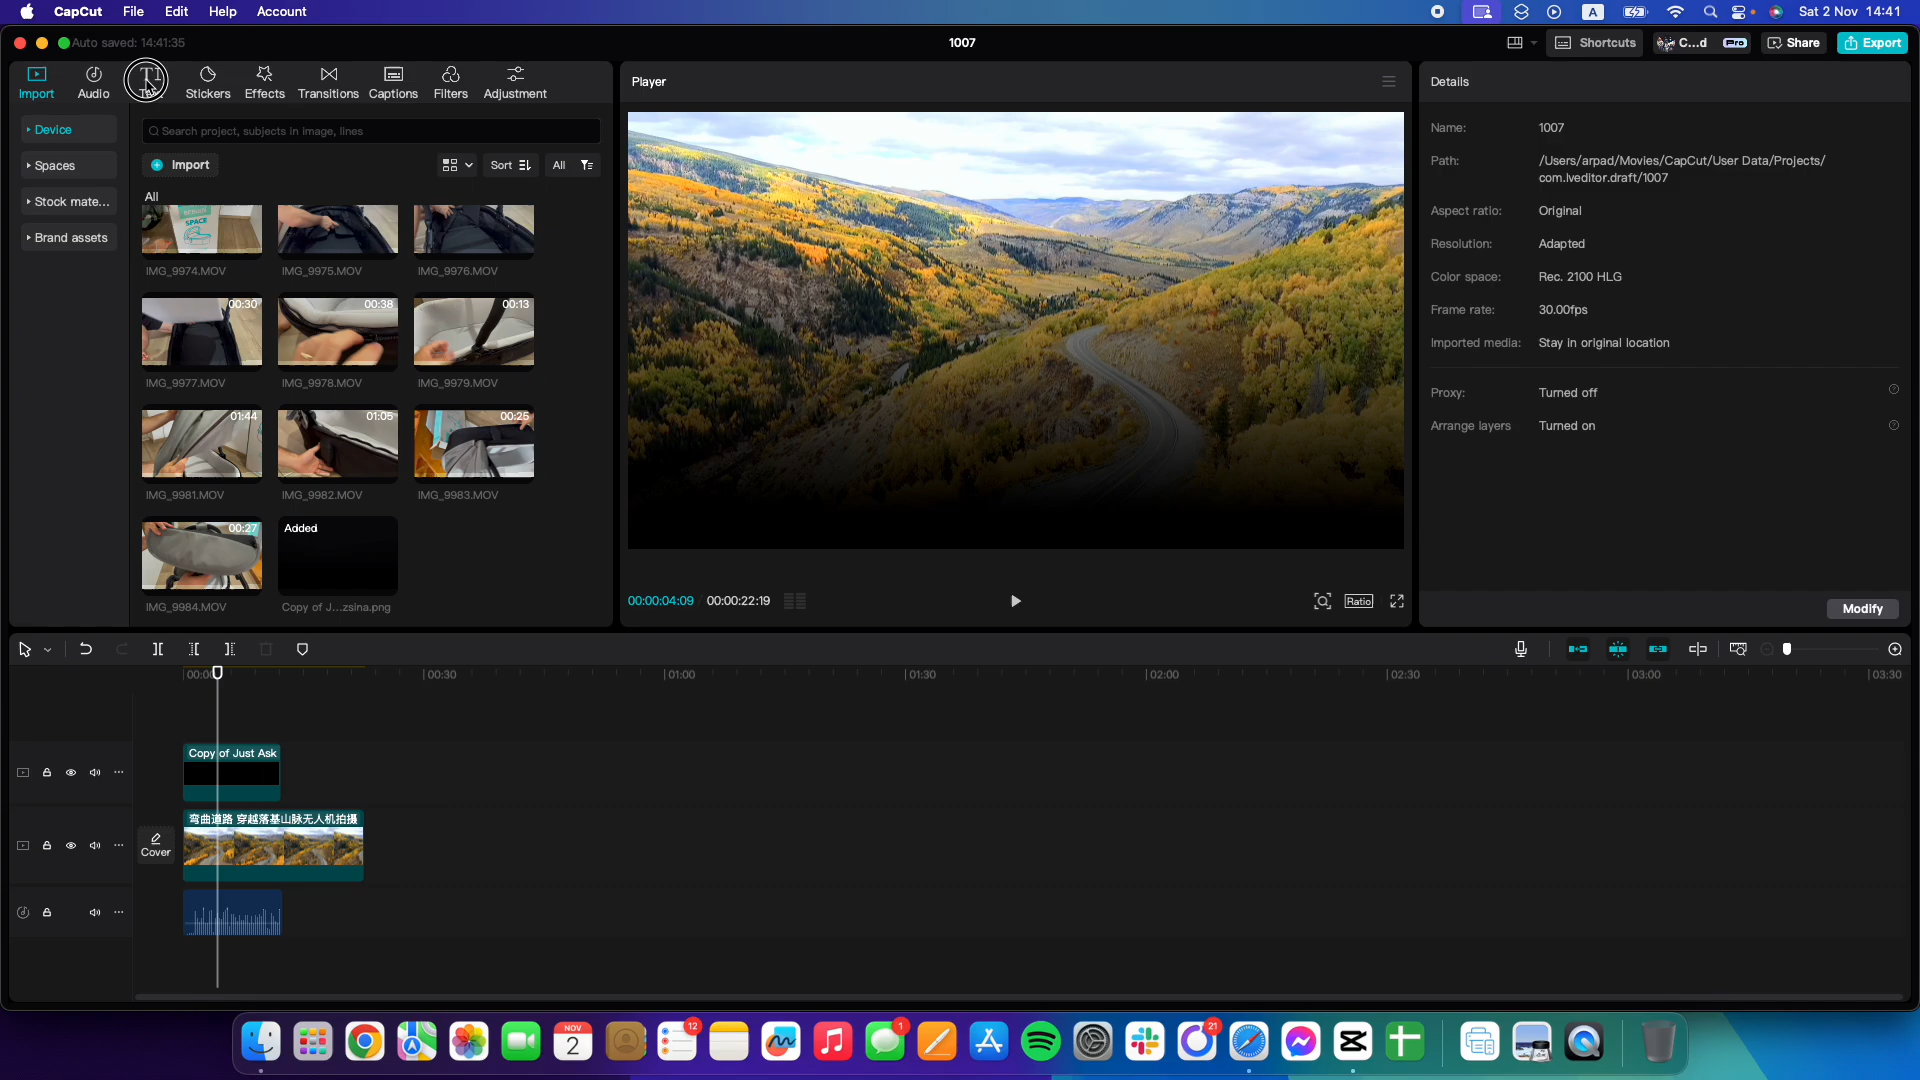 CapCut File Edit Help Account
A Sat 2 Nov 14:41
Auto saved: 14:41:35
1007
Shortcuts
C...d
Pro
Share
Export
Import Audio Stickers Effects Transitions Captions Filters Adjustment
Device
Spaces
Stock mate...
Brand assets
Search project, subjects in image, lines
Import
Sort
All
All
BERLIN
SPACE
IMG_9974.MOV IMG_9975.MOV IMG_9976.MOV
00:30 00:38 00:13
IMG_9977.MOV IMG_9978.MOV IMG_9979.MOV
01:44 01:05 00:25
IMG_9981.MOV IMG_9982.MOV IMG_9983.MOV
00:27 Added
IMG_9984.MOV Copy of J...zsina.png
Player
00:00:04:09 00:00:22:19
Ratio
Details
Name: 1007
Path: /Users/arpad/Movies/CapCut/User Data/Projects/
com.lveditor.draft/1007
Aspect ratio: Original
Resolution: Adapted
Color space: Rec. 2100 HLG
Frame rate: 30.00fps
Imported media: Stay in original location
Proxy: Turned off
Arrange layers Turned on
Modify
00:00 00:30 01:00 01:30 02:00 02:30 03:00 03:30
Copy of Just Ask
弯曲道路 穿越落基山脉无人机拍摄
Cover
NOV
2
12
1
21